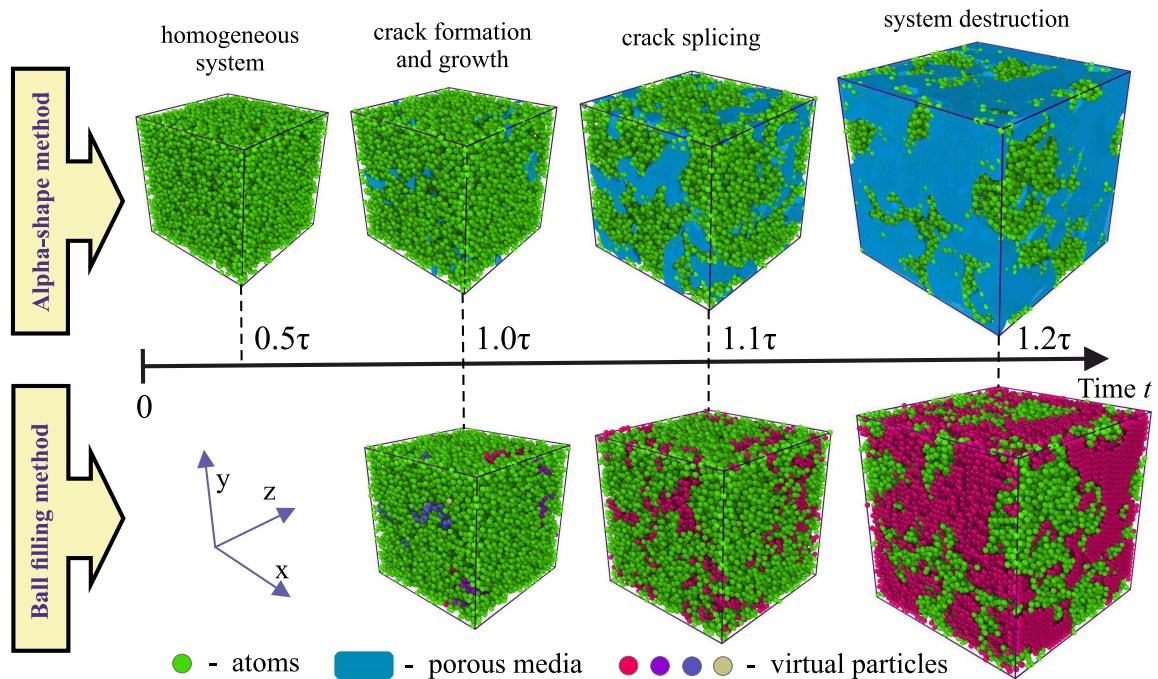 homogeneous
system
crack formation
and growth
crack splicing
system destruction
Alpha-shape method
0.5τ
1.0τ
1.1τ
1.2τ
0
Time t
Ball filling method
y
z
x
- atoms
- porous media
- virtual particles